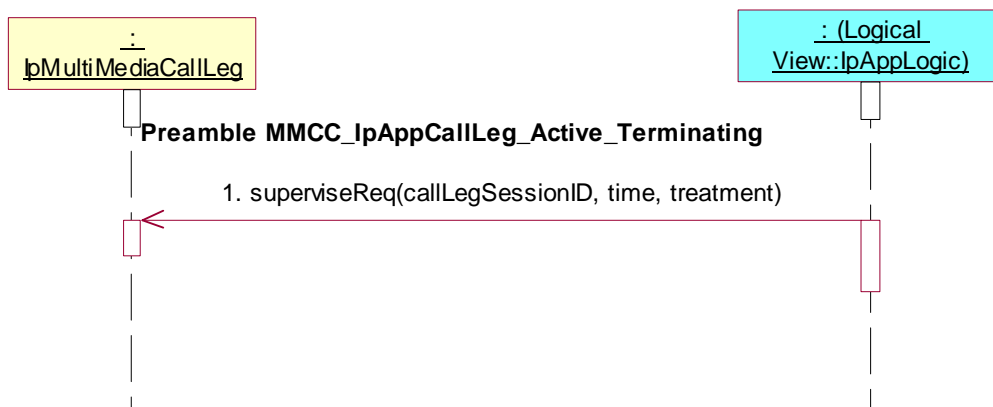 :
IpMultiMediaCallLeg
: (Logical
View::IpAppLogic)
Preamble MMCC_IpAppCallLeg_Active_Terminating
1. superviseReq(callLegSessionID, time, treatment)